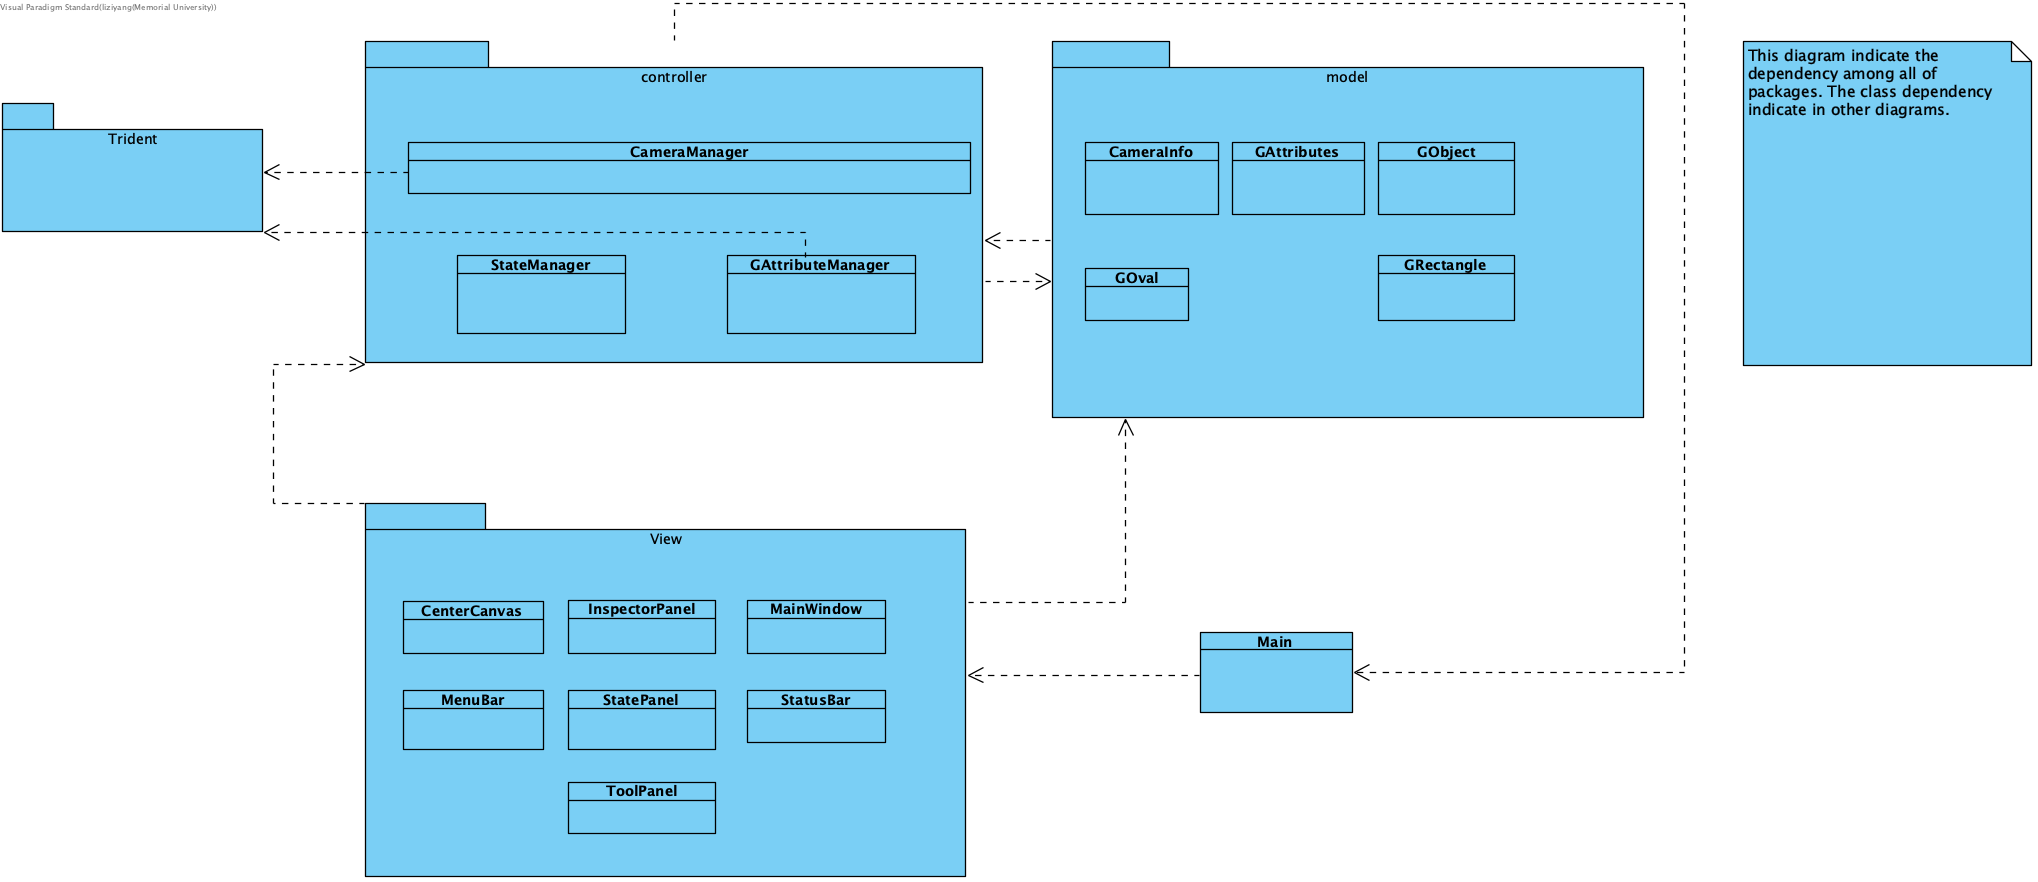 Visual Paradigm Standard(liziyang(Memorial University))
controller
model
This diagram indicate the
dependency among all of
packages. The class dependency
indicate in other diagrams.
Trident
CameraManager
CameraInfo
GAttributes
GObject
StateManager
GAttributeManager
GOval
GRectangle
View
CenterCanvas
InspectorPanel
MainWindow
Main
MenuBar
StatePanel
StatusBar
ToolPanel